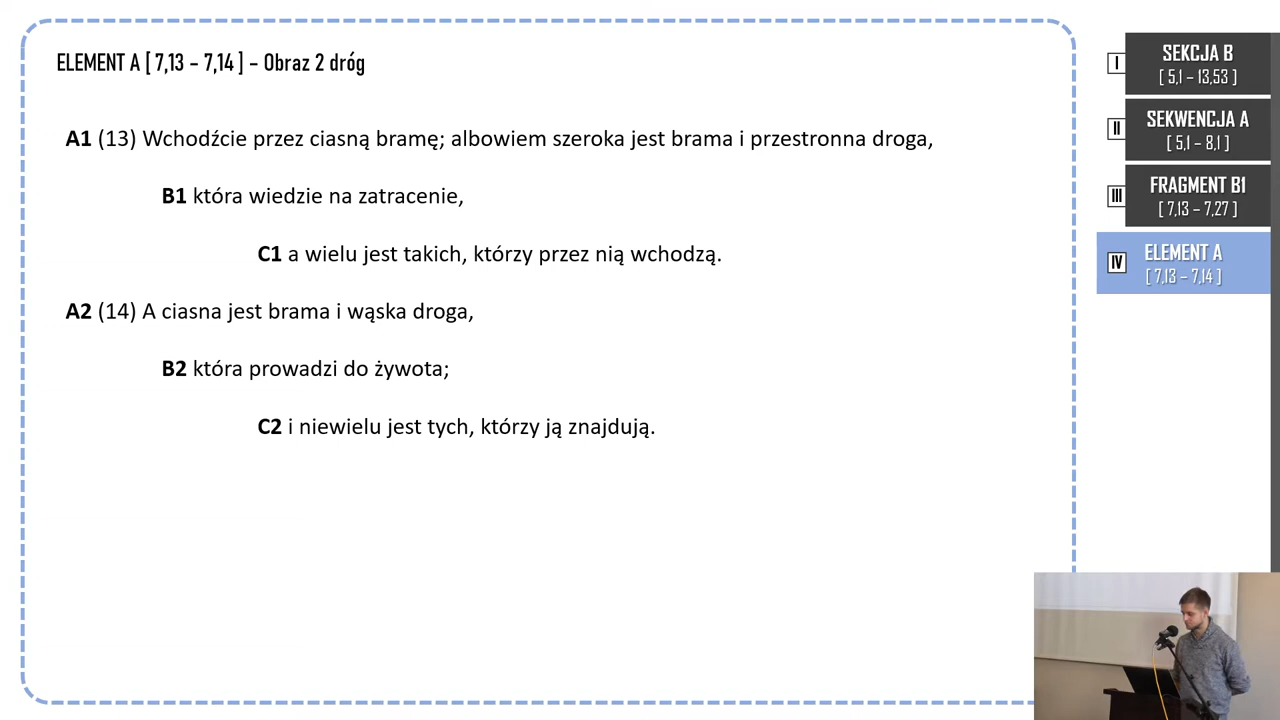 ELEMENT A [ 7,13 – 7,14 ] – Obraz 2 dróg
A1 (13) Wchodźcie przez ciasną bramę; albowiem szeroka jest brama i przestronna droga,
B1 która wiedzie na zatracenie,
C1 a wielu jest takich, którzy przez nią wchodzą.
A2 (14) A ciasna jest brama i wąska droga,
B2 która prowadzi do żywota;
C2 i niewielu jest tych, którzy ją znajdują.
I
SEKCJA B
[ 5,1 – 13,53 ]
II
SEKWENCJA A
[ 5,1 – 8,1 ]
III
FRAGMENT B1
[ 7,13 – 7,27 ]
IV
ELEMENT A
[ 7,13 – 7,14 ]